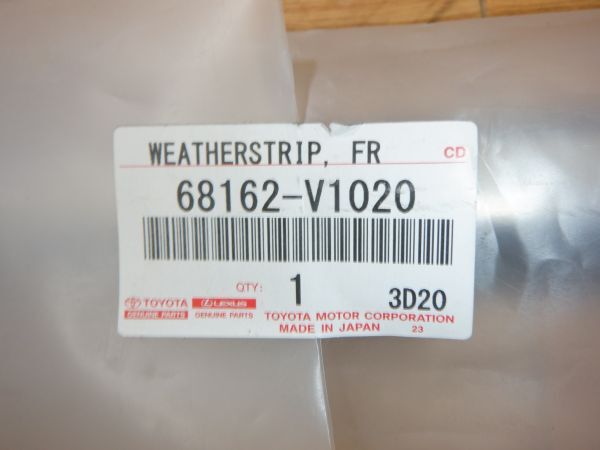 WEATHERSTRIP, FR CD
68162-V1020
QTY: 1 3D20
TOYOTA LEXUS
GENUINE PARTS GENUINE PARTS
TOYOTA MOTOR CORPORATION
MADE IN JAPAN 23